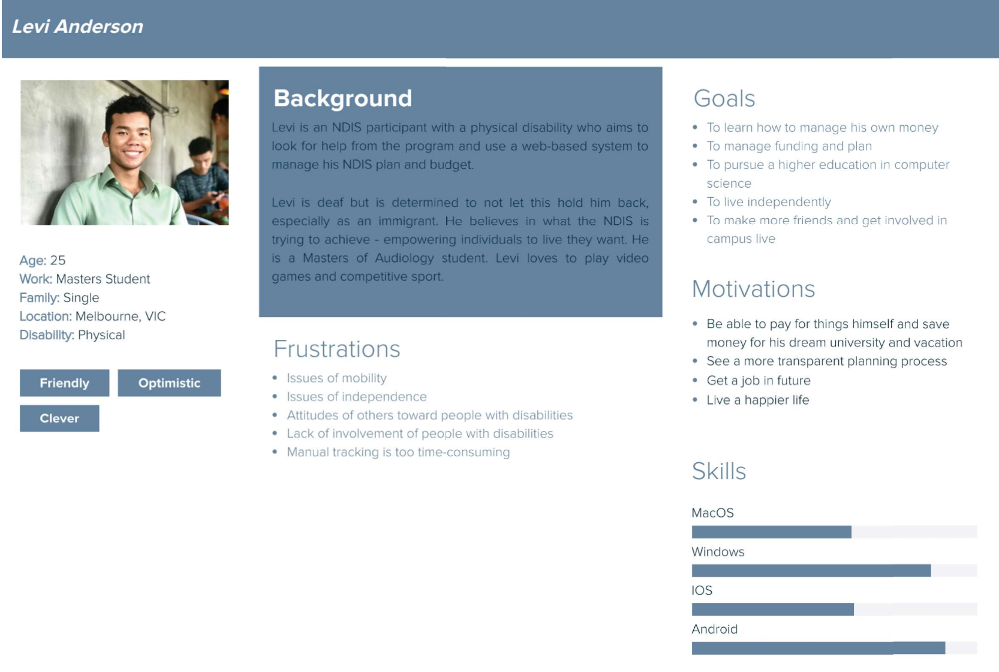 Levi Anderson
Age: 25
Work: Masters Student
Family: Single
Location: Melbourne, VIC
Disability: Physical
Friendly
Optimistic
Clever
Background
Levi is an NDIS participant with a physical disability who aims to
look for help from the program and use a web-based system to
manage his NDIS plan and budget.
Levi is deaf but is determined to not let this hold him back,
especially as an immigrant. He believes in what the NDIS is
trying to achieve - empowering individuals to live they want. He
is a Masters of Audiology student. Levi loves to play video
games and competitive sport.
Frustrations
• Issues of mobility
• Issues of independence
• Attitudes of others toward people with disabilities
• Lack of involvement of people with disabilities
• Manual tracking is too time-consuming
Goals
• To learn how to manage his own money
• To manage funding and plan
• To pursue a higher education in computer
science
• To live independently
• To make more friends and get involved in
campus live
Motivations
• Be able to pay for things himself and save
money for his dream university and vacation
• See a more transparent planning process
• Get a job in future
• Live a happier life
Skills
MacOS
Windows
IOS
Android